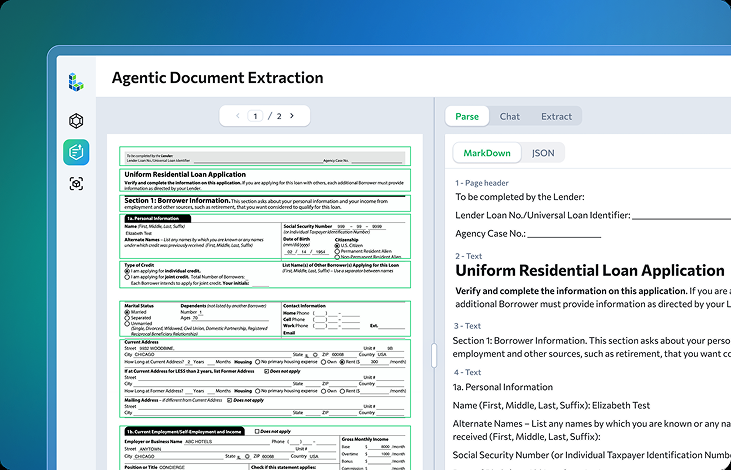 Agentic Document Extraction
1 / 2
To be completed by the Lender:
Lender Loan No./Universal Loan Identifier Agency Case No.
Uniform Residential Loan Application
Verify and complete the information on this application. If you are applying for this loan with others, each additional Borrower must provide
information as directed by your Lender.
Section 1: Borrower Information. This section asks about your personal information and your income from
employment and other sources, such as retirement, that you want considered to qualify for this loan.
1a. Personal Information
Name (First, Middle, Last, Suffix)
Elizabeth Test
Alternate Names – List any names by which you are known or any names
under which credit was previously received (First, Middle, Last, Suffix)
Social Security Number 999 – 99 – 9099
(or Individual Taxpayer Identification Number)
Date of Birth
(mm/dd/yyyy)
02 / 14 / 1964
Citizenship
U.S. Citizen
Permanent Resident Alien
Non-Permanent Resident Alien
Type of Credit
I am applying for individual credit.
I am applying for joint credit. Total Number of Borrowers:
Each Borrower intends to apply for joint credit. Your initials:
List Name(s) of Other Borrower(s) Applying for this Loan
(First, Middle, Last, Suffix) – Use a separator between names
Marital Status
Married
Separated
Unmarried
(Single, Divorced, Widowed, Civil Union, Domestic Partnership, Registered
Reciprocal Beneficiary Relationship)
Dependents (not listed by another Borrower)
Number 1
Ages 70
Contact Information
Home Phone ( ) –
Cell Phone ( ) –
Work Phone ( ) – Ext.
Email
Current Address
Street WOODBINE, Unit #
City CHICAGO State IL ZIP 60068 Country USA
How Long at Current Address? 2 Years Months Housing No primary housing expense Own Rent ($ 300 /month)
If at Current Address for LESS than 2 years, list Former Address Does not apply
Street Unit #
City State ZIP Country
How Long at Former Address? Years Months Housing No primary housing expense Own Rent ($ /month)
Mailing Address – if different from Current Address Does not apply
Street Unit #
City State ZIP Country
1b. Current Employment/Self-Employment and Income Does not apply
Employer or Business Name ABC HOTELS Phone ( ) –
Street ANYTOWN Unit #
City CHICAGO State IL ZIP 60068 Country USA
Position or Title CONCIERGE Check if this statement applies:
Gross Monthly Income
Base $ /month
Overtime $ /month
Bonus $ /month
Commission $ /month
Parse Chat Extract
MarkDown JSON
1 - Page header
To be completed by the Lender:
Lender Loan No./Universal Loan Identifier:
Agency Case No.:
2 - Text
Uniform Residential Loan Application
Verify and complete the information on this application. If you are a
additional Borrower must provide information as directed by your L
3 - Text
Section 1: Borrower Information. This section asks about your perso
employment and other sources, such as retirement, that you want co
4 - Text
1a. Personal Information
Name (First, Middle, Last, Suffix): Elizabeth Test
Alternate Names – List any names by which you are known or any na
received (First, Middle, Last, Suffix):
Social Security Number (or Individual Taxpayer Identification Numb